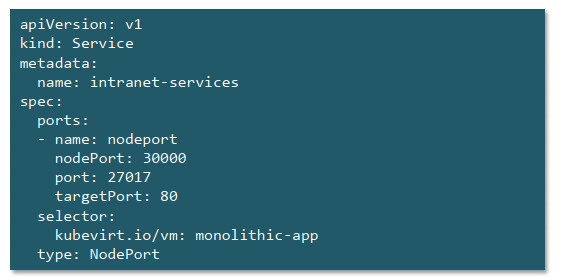 apiVersion: v1
kind: Service
metadata:
  name: intranet-services
spec:
  ports:
  - name: nodeport
    nodePort: 30000
    port: 27017
    targetPort: 80
  selector:
    kubevirt.io/vm: monolithic-app
  type: NodePort